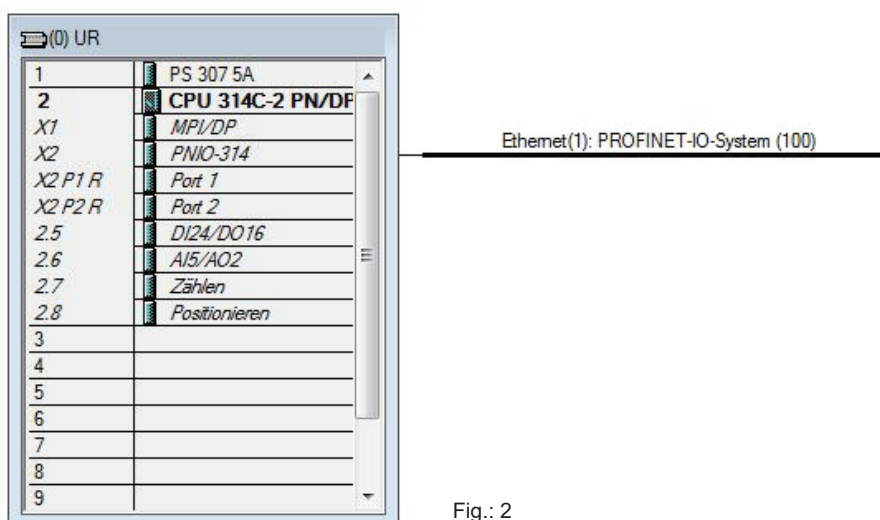 (0) UR
1 PS 307 5A
2 CPU 314C-2 PN/DP
X1 MPI/DP
X2 PNIO-314
X2 P1 R Port 1
X2 P2 R Port 2
2.5 DI24/DO16
2.6 AI5/AO2
2.7 Zählen
2.8 Positionieren
3
4
5
6
7
8
9
Ethernet(1): PROFINET-IO-System (100)
Fig.: 2